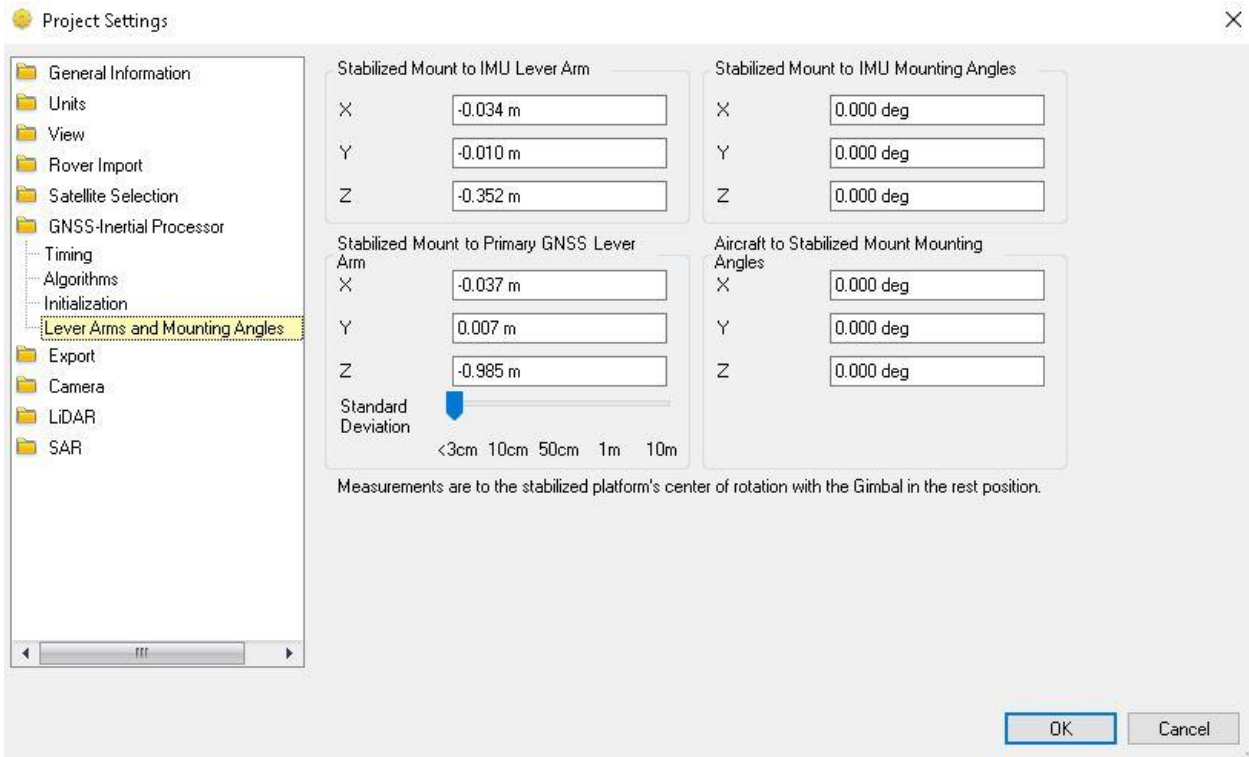 Project Settings
General Information
Units
View
Rover Import
Satellite Selection
GNSS-Inertial Processor
Timing
Algorithms
Initialization
Lever Arms and Mounting Angles
Export
Camera
LiDAR
SAR
Stabilized Mount to IMU Lever Arm
X -0.034 m
Y -0.010 m
Z -0.352 m
Stabilized Mount to IMU Mounting Angles
X 0.000 deg
Y 0.000 deg
Z 0.000 deg
Stabilized Mount to Primary GNSS Lever
Arm
X -0.037 m
Y 0.007 m
Z -0.985 m
Standard
Deviation
<3cm 10cm 50cm 1m 10m
Aircraft to Stabilized Mount Mounting
Angles
X 0.000 deg
Y 0.000 deg
Z 0.000 deg
Measurements are to the stabilized platform's center of rotation with the Gimbal in the rest position.
OK Cancel